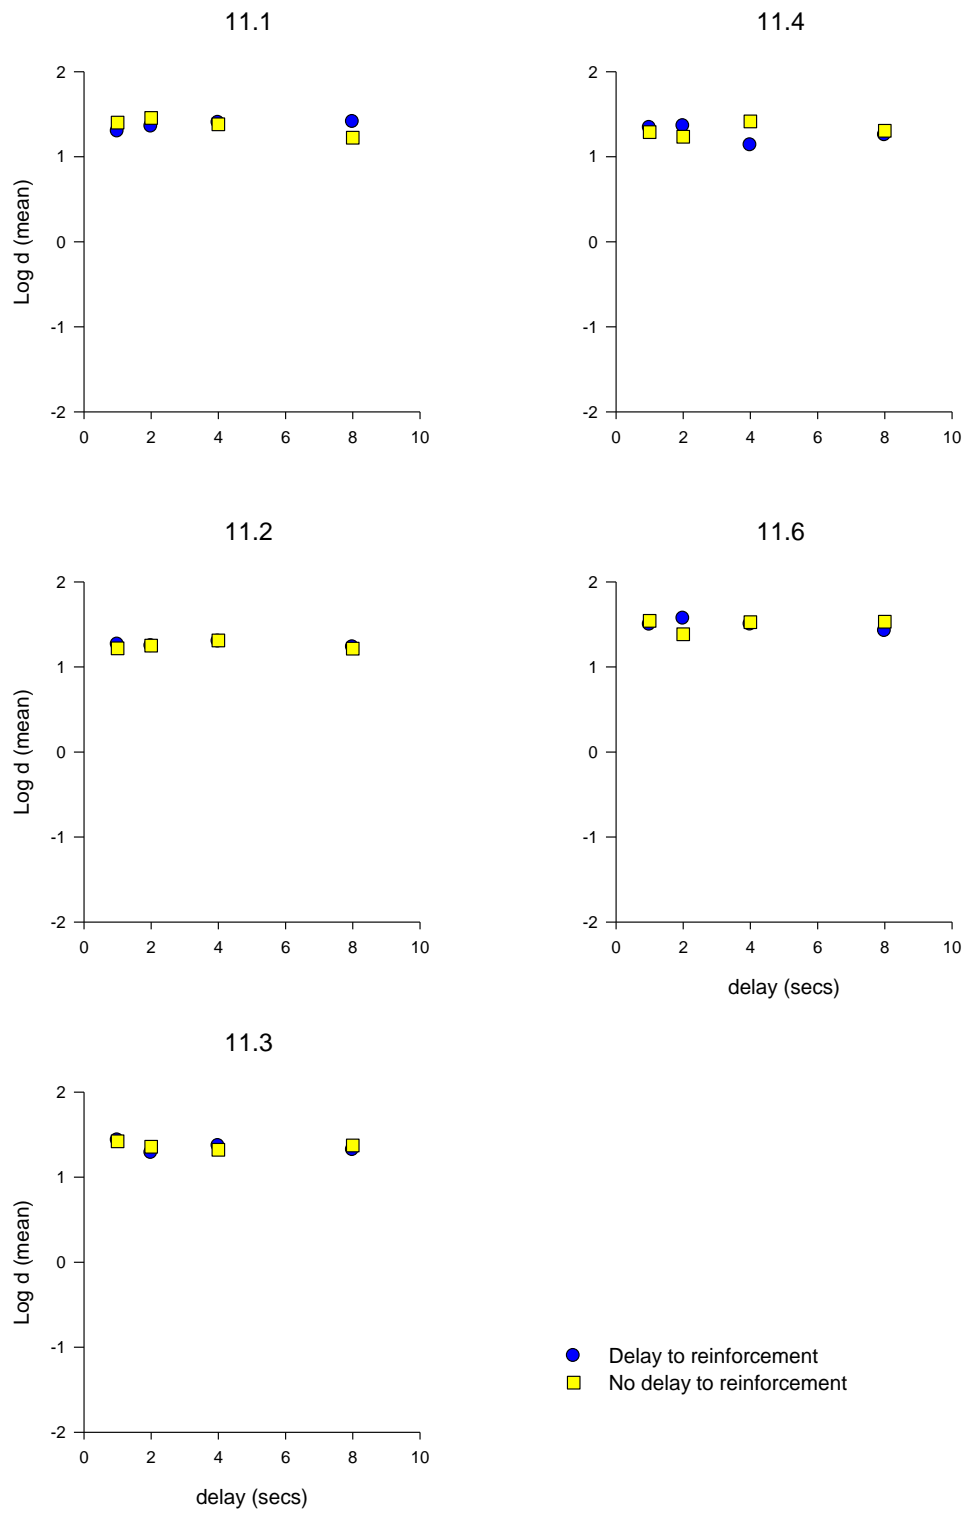 11.1
11.4
2
1
0
-1
-2
Log d (mean)
0 2 4 6 8 10
2
1
0
-1
-2
0 2 4 6 8 10
11.2
11.6
2
1
0
-1
-2
Log d (mean)
0 2 4 6 8 10
2
1
0
-1
-2
0 2 4 6 8 10
delay (secs)
11.3
2
1
0
-1
-2
Log d (mean)
0 2 4 6 8 10
delay (secs)
Delay to reinforcement
No delay to reinforcement